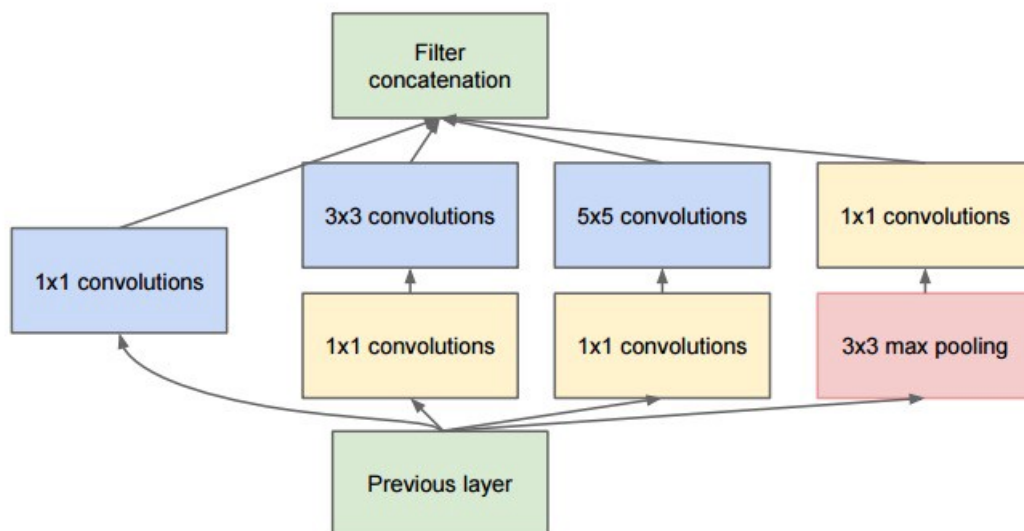 Filter
concatenation
3x3 convolutions
5x5 convolutions
1x1 convolutions
1x1 convolutions
1x1 convolutions
1x1 convolutions
3x3 max pooling
Previous layer